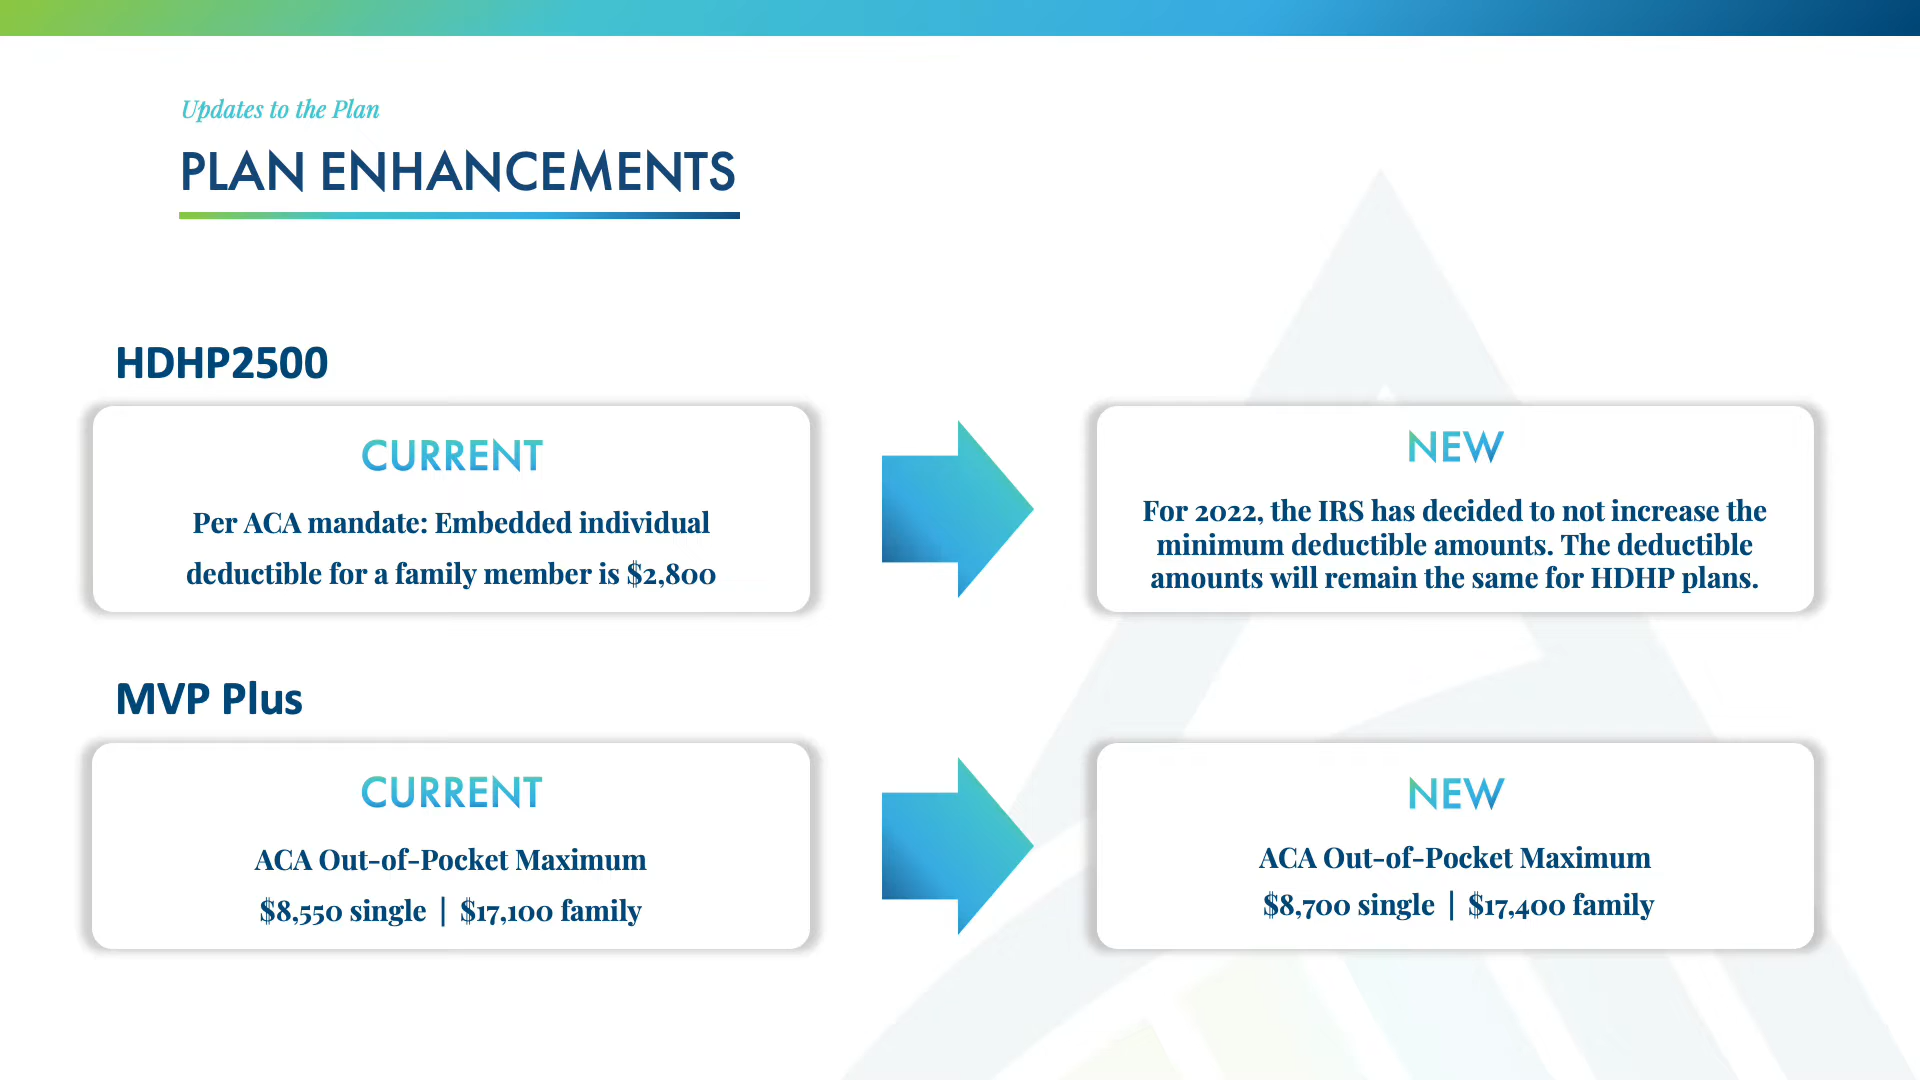 Updates to the Plan
PLAN ENHANCEMENTS
HDHP2500
CURRENT
Per ACA mandate: Embedded individual
deductible for a family member is $2,800
NEW
For 2022, the IRS has decided to not increase the
minimum deductible amounts. The deductible
amounts will remain the same for HDHP plans.
MVP Plus
CURRENT
ACA Out-of-Pocket Maximum
$8,550 single | $17,100 family
NEW
ACA Out-of-Pocket Maximum
$8,700 single | $17,400 family